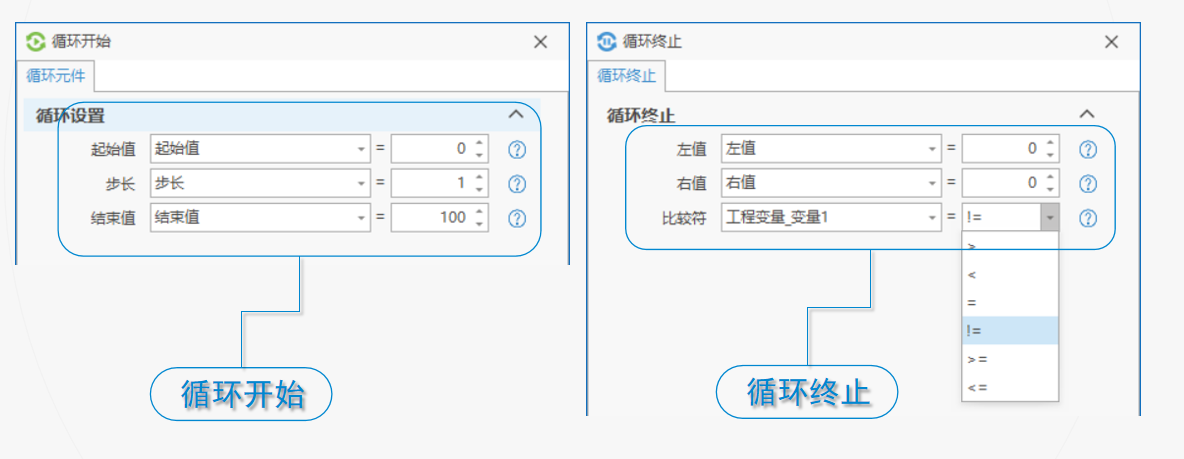 循环开始
循环元件
循环设置
起始值 起始值 = 0
步长 步长 = 1
结束值 结束值 = 100
循环开始
循环终止
循环终止
循环终止
左值 左值 = 0
右值 右值 = 0
比较符 工程变量_变量1 = !=
>
<
=
!=
>=
<=
循环终止